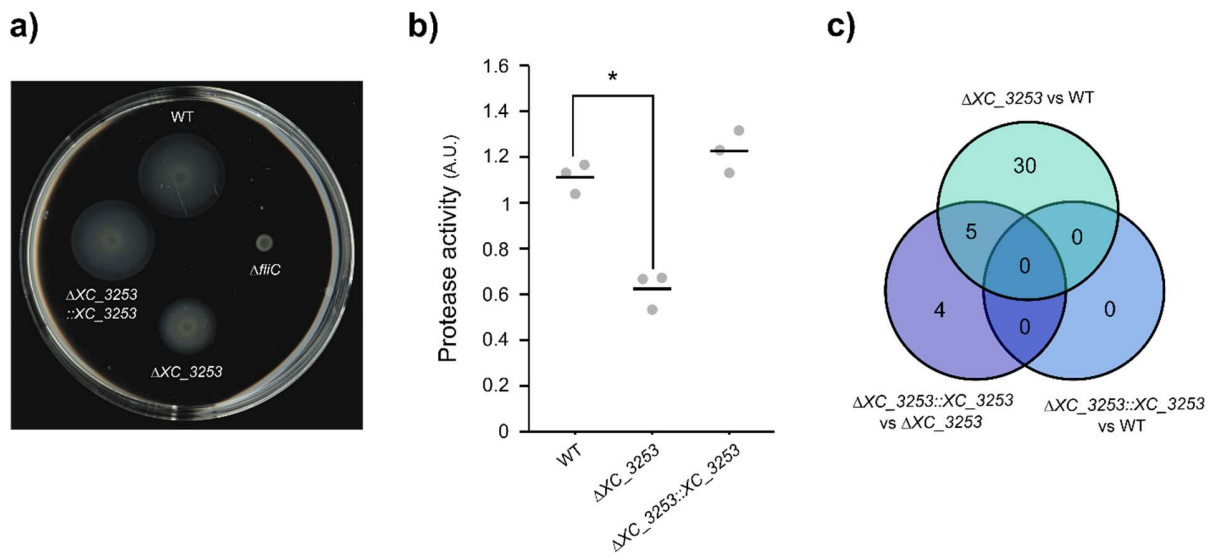 a)
WT
ΔfliC
ΔXC_3253
::XC_3253
ΔXC_3253
b)
Protease activity (A.U.)
1.6
1.4
1.2
1
0.8
0.6
0.4
0.2
0
*
WT
ΔXC_3253
ΔXC_3253::XC_3253
c)
ΔXC_3253 vs WT
30
5
0
0
4
0
0
ΔXC_3253::XC_3253
vs ΔXC_3253
ΔXC_3253::XC_3253
vs WT